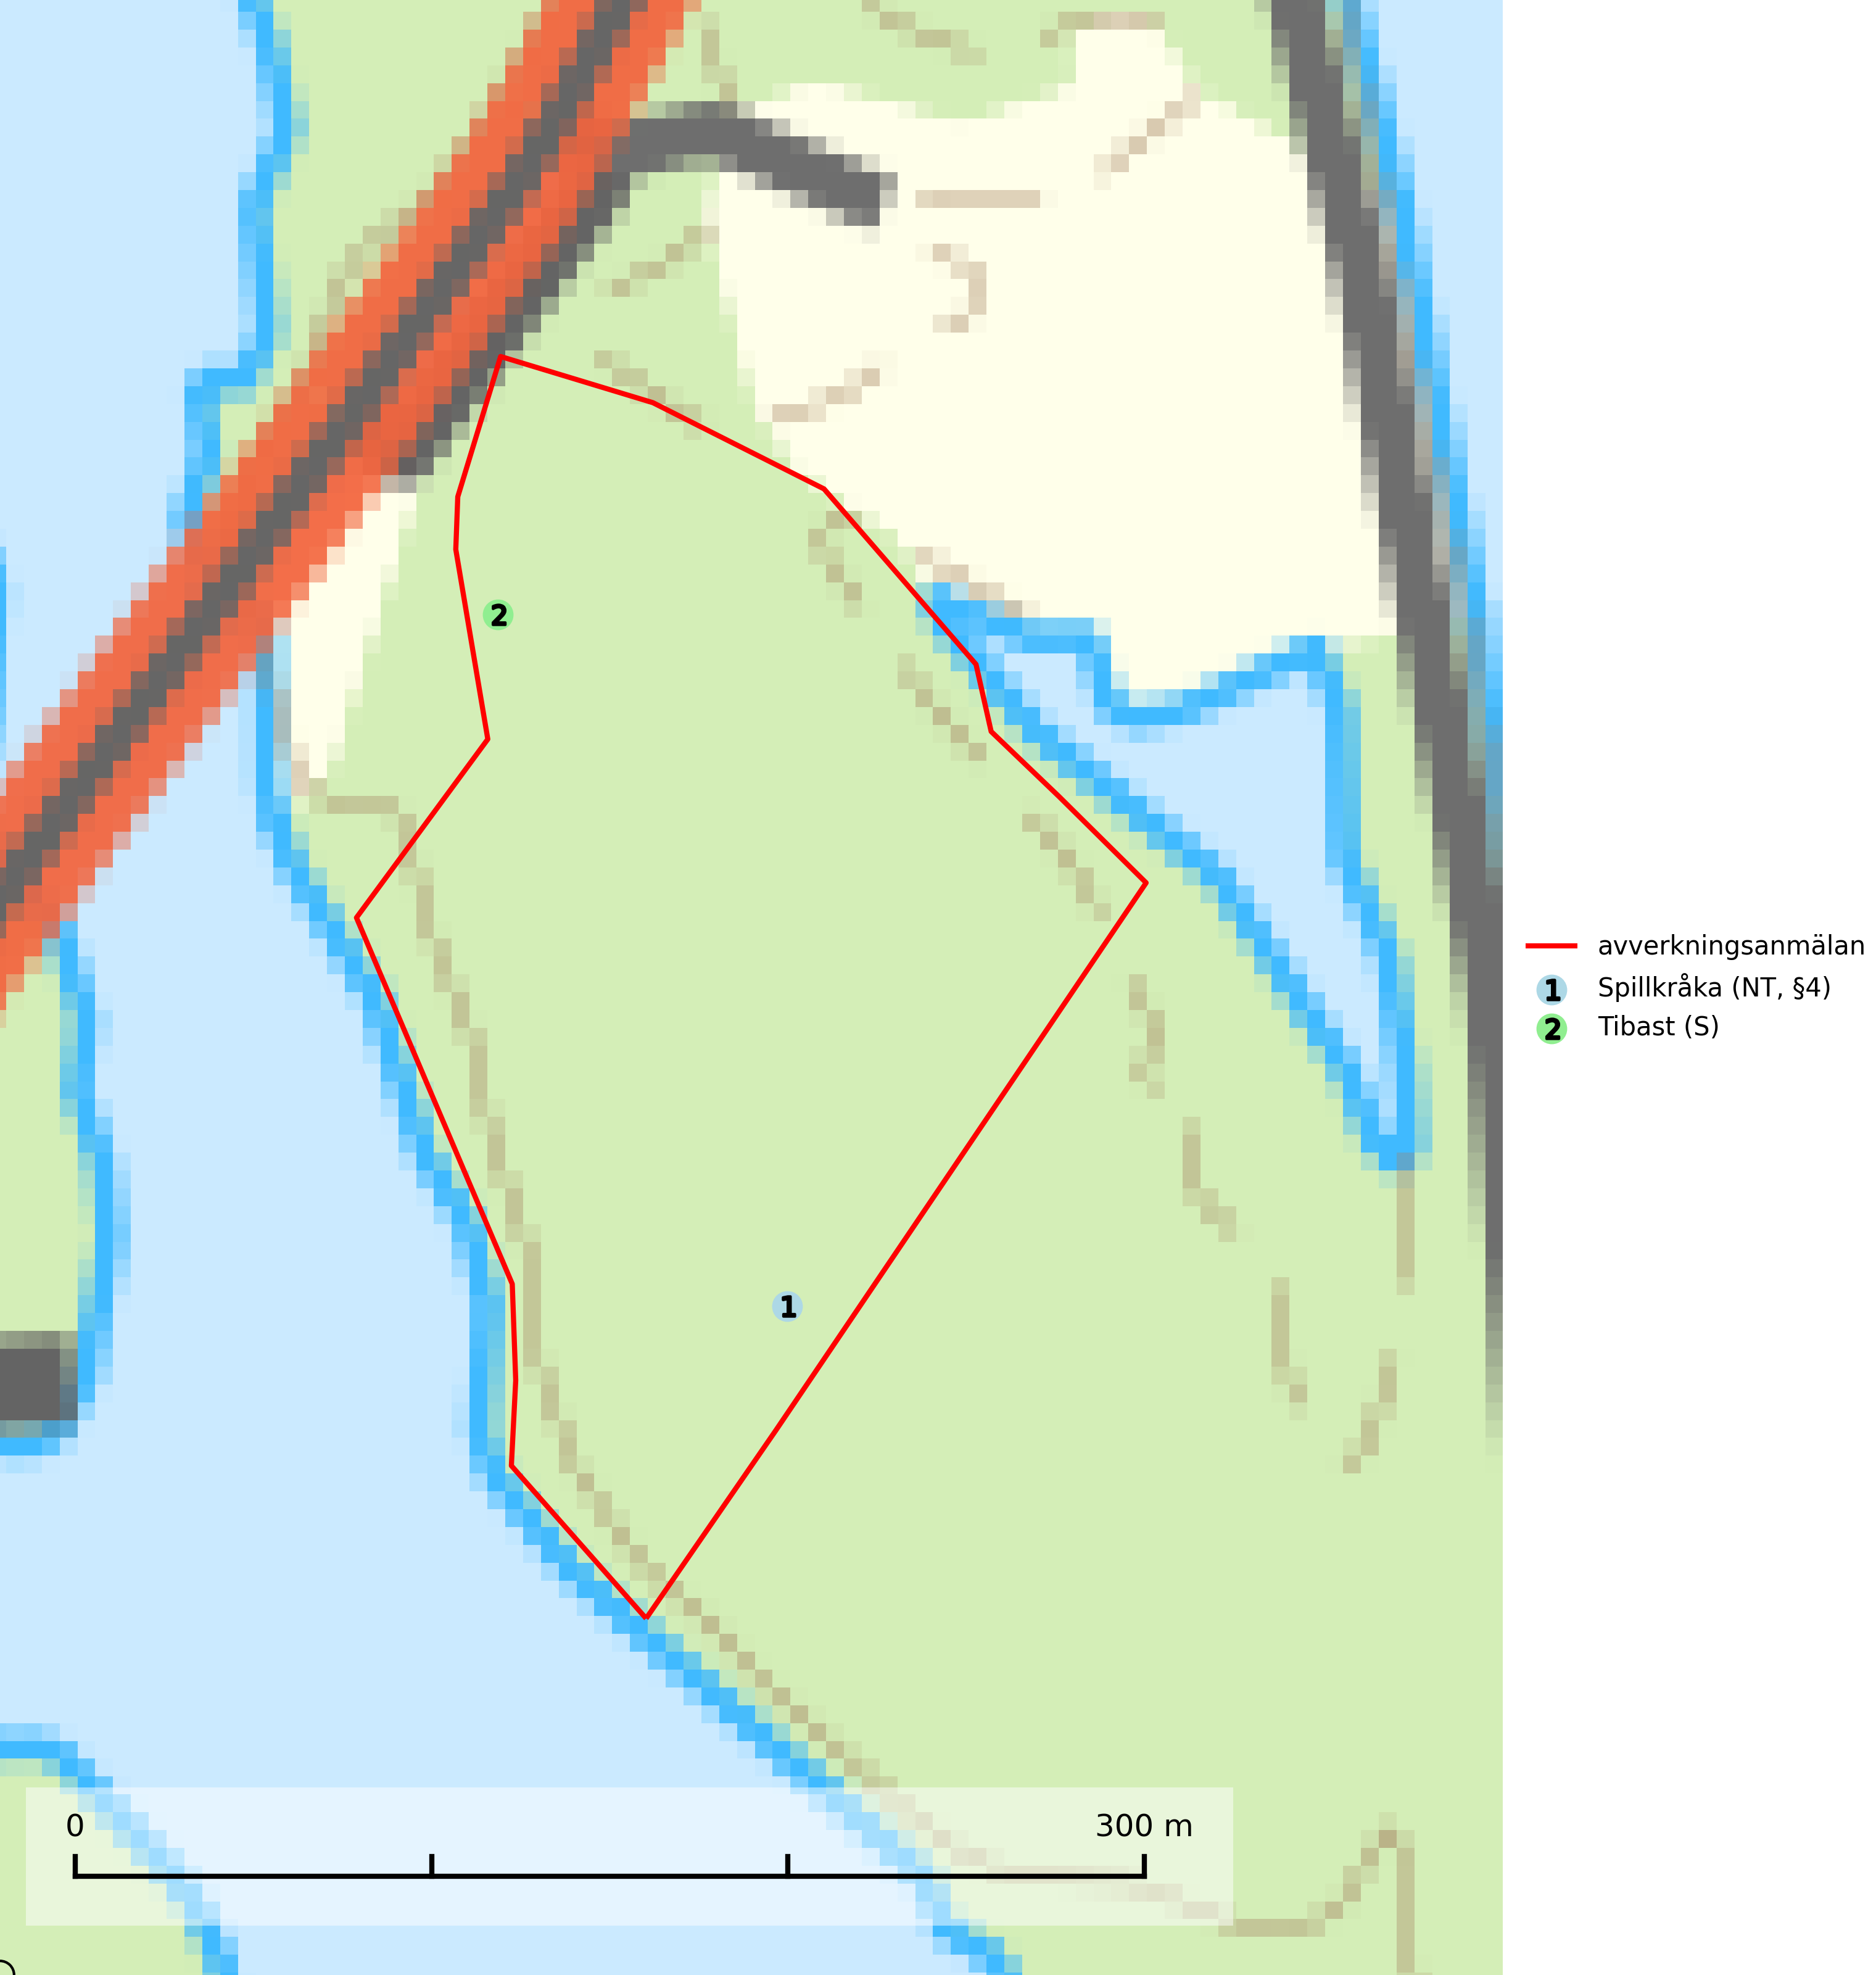 2
avverkningsanmälan
1 Spillkråka (NT, §4)
2 Tibast (S)
1
0 300 m